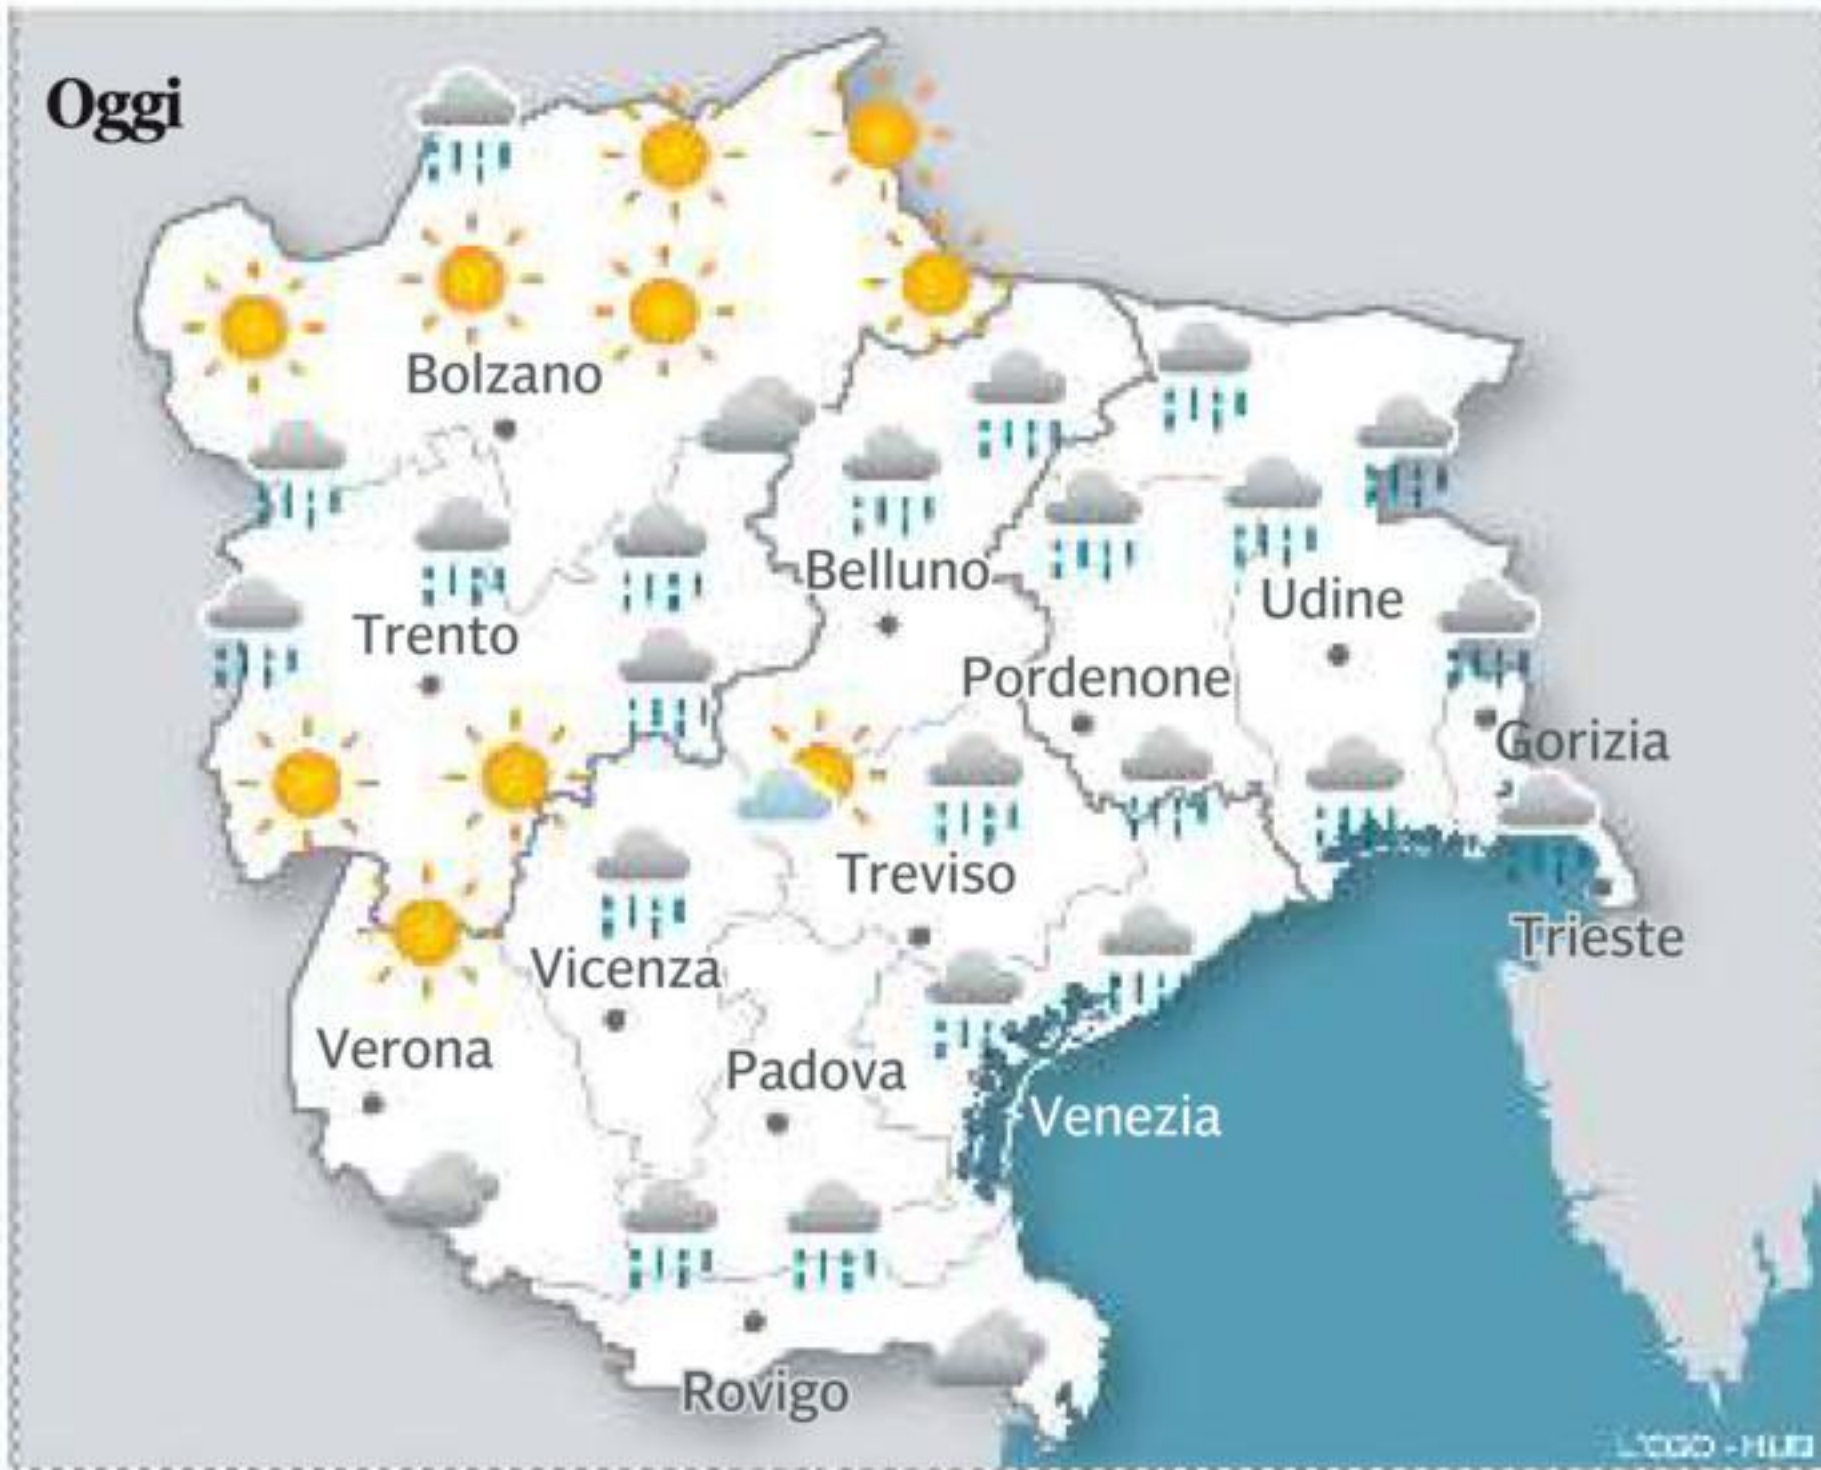 Oggi
Bolzano
Belluno
Udine
Trento
Pordenone
Gorizia
Treviso
Trieste
Vicenza
Verona
Padova
Venezia
Rovigo